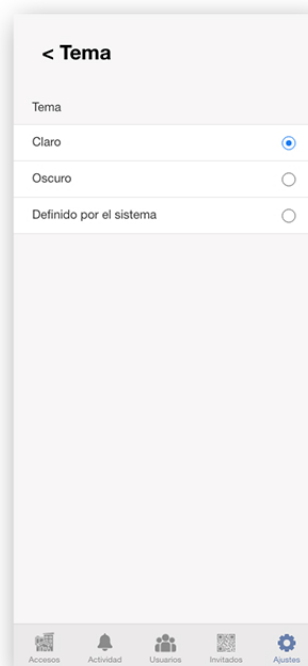 < Tema
Tema
Claro
Oscuro
Definido por el sistema
Accesos Actividad Usuarios Invitados Ajustes